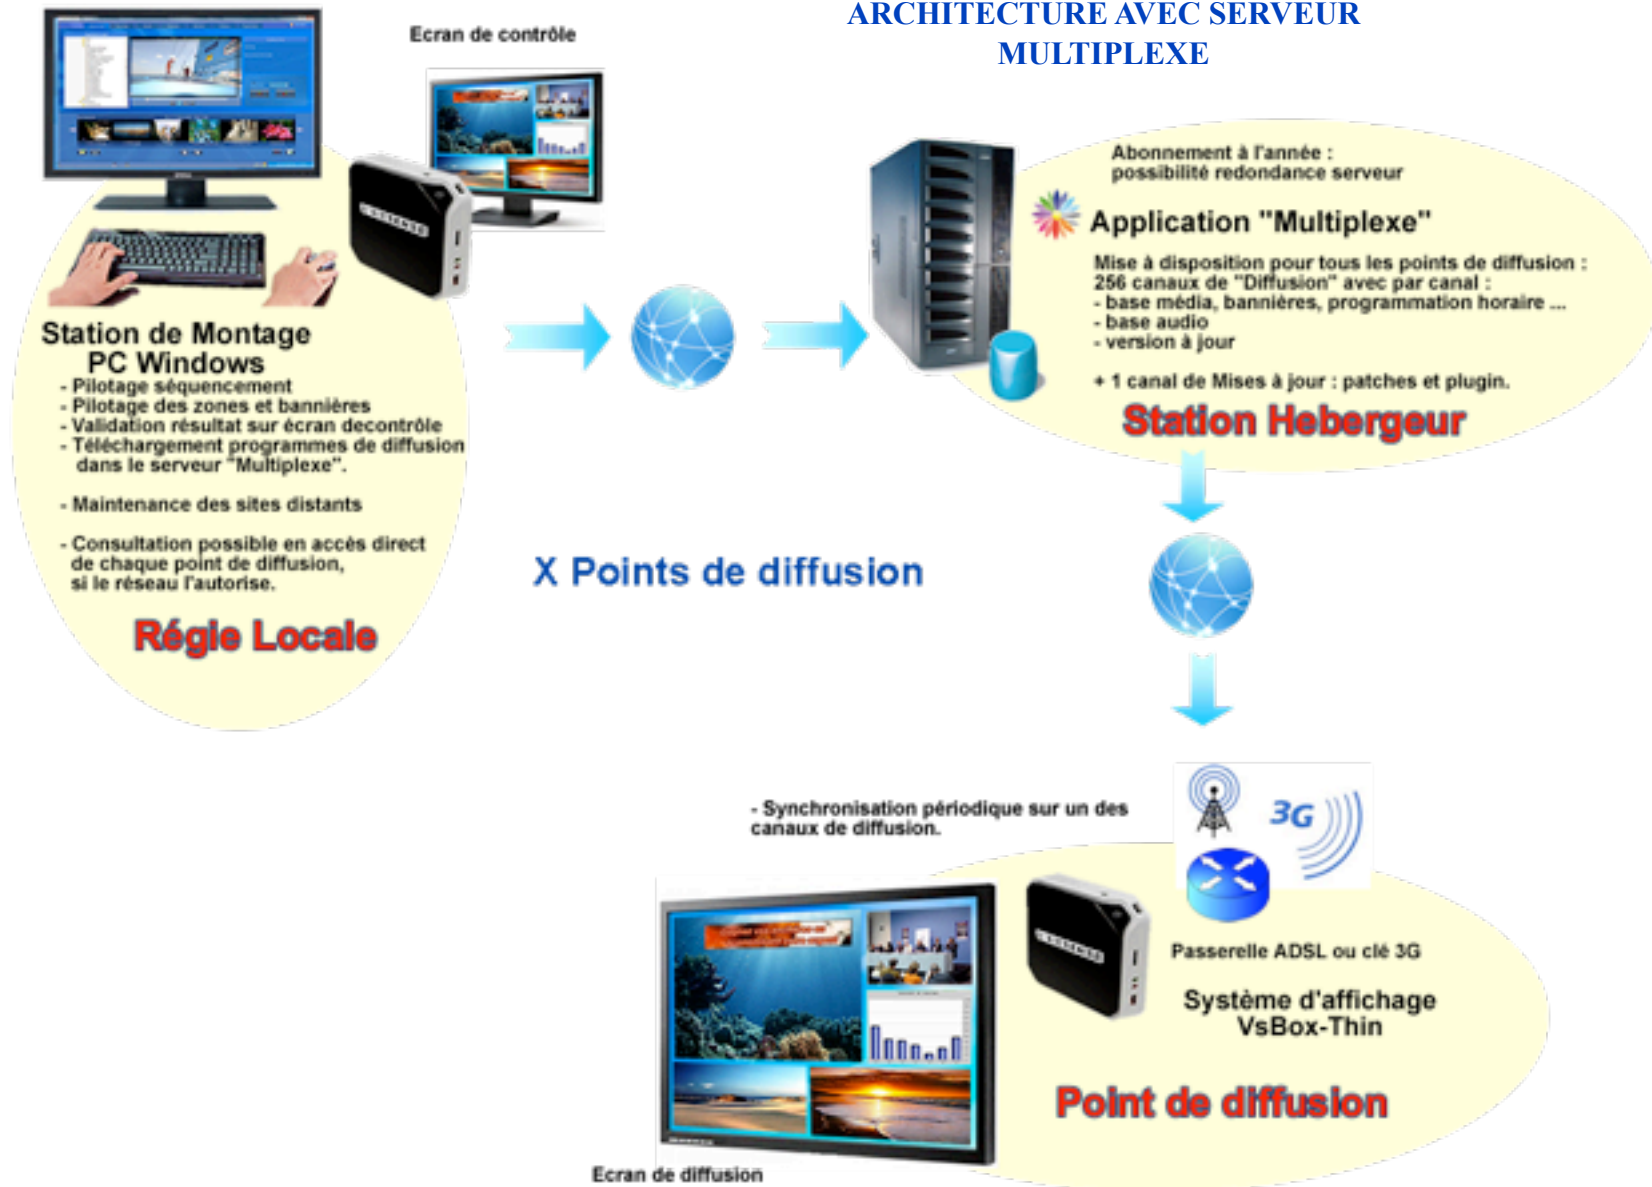 ARCHITECTURE AVEC SERVEUR
MULTIPLEXE
Ecran de contrôle
Station de Montage
PC Windows
- Pilotage séquencement
- Pilotage des zones et bannières
- Validation résultat sur écran decontrôle
- Téléchargement programmes de diffusion
dans le serveur "Multiplexe".
- Maintenance des sites distants
- Consultation possible en accès direct
de chaque point de diffusion,
si le réseau l'autorise.
Régie Locale
Abonnement à l'année :
possibilité redondance serveur
Application "Multiplexe"
Mise à disposition pour tous les points de diffusion :
256 canaux de "Diffusion" avec par canal :
- base média, bannières, programmation horaire ...
- base audio
- version à jour
+ 1 canal de Mises à jour : patches et plugin.
Station Hebergeur
X Points de diffusion
- Synchronisation périodique sur un des
canaux de diffusion.
3G
Passerelle ADSL ou clé 3G
Système d'affichage
VsBox-Thin
Point de diffusion
Ecran de diffusion